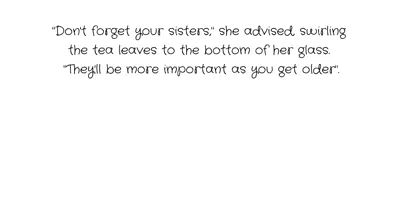 "Don't forget your sisters," she advised, swirling
the tea leaves to the bottom of her glass.
"They'll be more important as you get older".